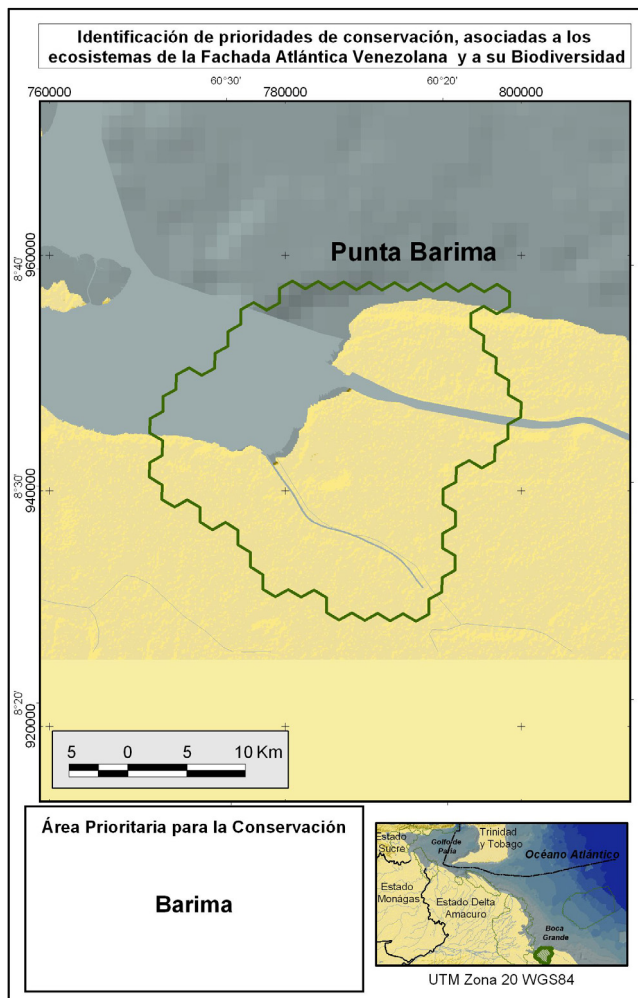 Identificación de prioridades de conservación, asociadas a los
ecosistemas de la Fachada Atlántica Venezolana y a su Biodiversidad
60°30' 60°20'
760000 780000 800000
Punta Barima
8°40'
960000
8°30'
940000
8°20'
920000
5 0 5 10 Km
Área Prioritaria para la Conservación
Barima
Estado
Sucre
Golfo de
Paria
Trinidad
y Tobago
Océano Atlántico
Estado
Monágas
Estado Delta
Amacuro
Boca
Grande
UTM Zona 20 WGS84